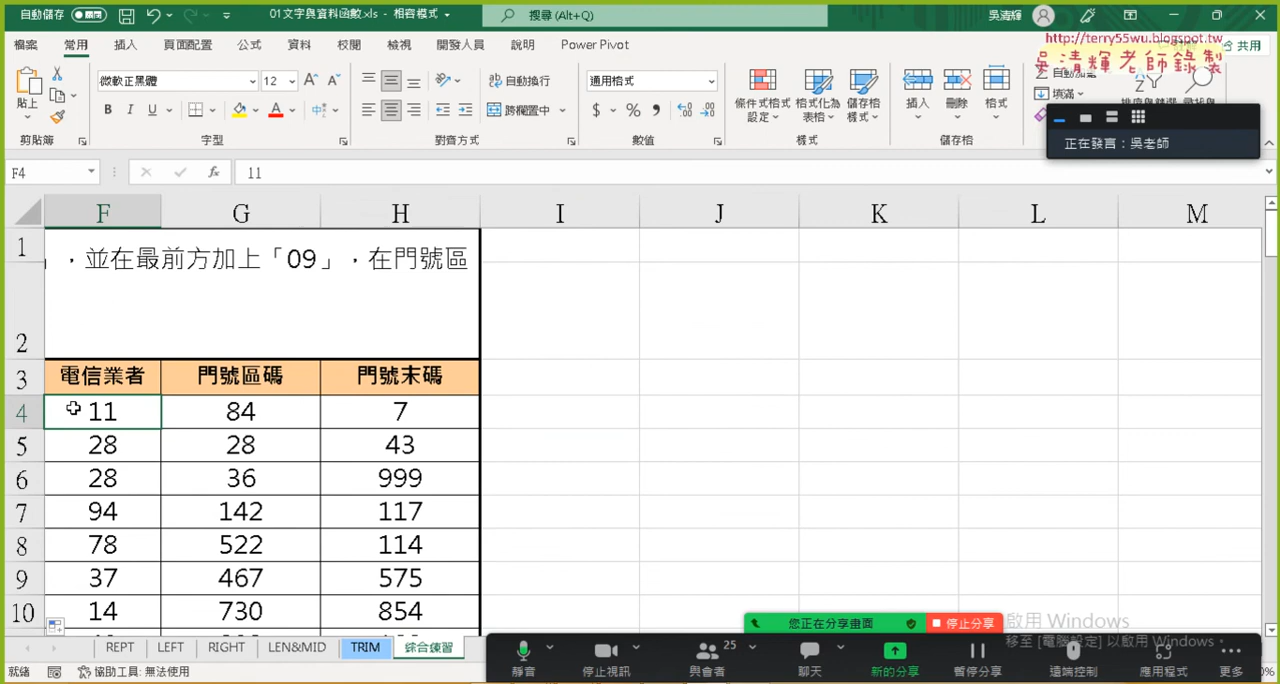 自動儲存
01文字與資料函數.xls - 相容模式
搜尋 (Alt+Q)
吳清輝
http://terry55wu.blogspot.tw
吳清輝老師錄製
檔案 常用 插入 頁面配置 公式 資料 校閱 檢視 開發人員 說明 Power Pivot 共用
貼上
微軟正黑體 12
B I U A
自動換行
跨欄置中
通用格式
$ % ,
條件式格式設定
格式化為表格
儲存格樣式
插入 刪除 格式
填滿
剪貼簿 字型 對齊方式 數值 樣式 儲存格
正在發言：吳老師
F4 fx 11
F G H I J K L M
1 ，並在最前方加上「09」，在門號區
2
3 電信業者 門號區碼 門號末碼
4 11 84 7
5 28 28 43
6 28 36 999
7 94 142 117
8 78 522 114
9 37 467 575
10 14 730 854
您正在分享畫面 停止分享
啟用 Windows
移至 [電腦設定] 以啟用 Windows。
REPT LEFT RIGHT LEN&MID TRIM 綜合練習
就緒 協助工具: 無法使用
靜音 停止視訊 與會者 25 聊天 新的分享 暫停分享 遠端控制 應用程式 更多